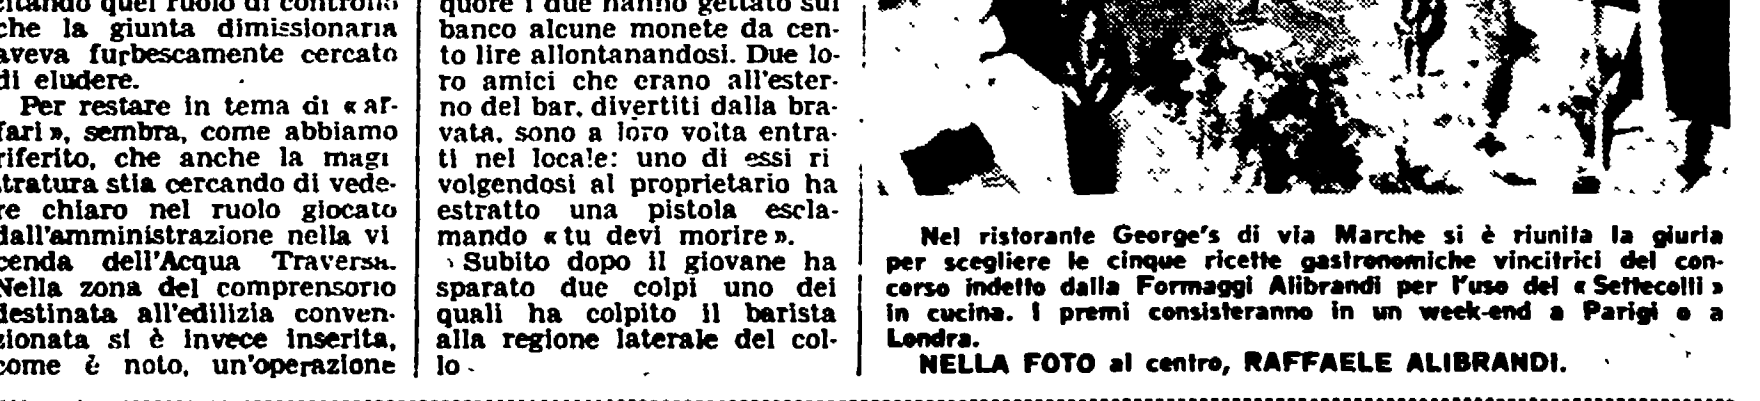 citando quel ruolo di controllo
che la giunta dimissionaria
aveva furbescamente cercato
di eludere.
Per restare in tema di « af-
fari », sembra, come abbiamo
riferito, che anche la magi
stratura stia cercando di vede-
re chiaro nel ruolo giocato
dall'amministrazione nella vi
cenda dell'Acqua Traversa.
Nella zona del comprensorio
destinata all'edilizia conven-
zionata si è invece inserita,
come è noto, un'operazione
quore i due hanno gettato sul
banco alcune monete da cen-
to lire allontanandosi. Due lo-
ro amici che erano all'ester-
no del bar, divertiti dalla bra-
vata, sono a loro volta entra-
ti nel locale: uno di essi ri
volgendosi al proprietario ha
estratto una pistola escla-
mando « tu devi morire ».
Subito dopo il giovane ha
sparato due colpi uno dei
quali ha colpito il barista
alla regione laterale del col-
lo
Nel ristorante George's di via Marche si è riunita la giuria
per scegliere le cinque ricette gastronomiche vincitrici del con-
corso indetto dalla Formaggi Alibrandi per l'uso del « Settecolli »
in cucina. I premi consisteranno in un week-end a Parigi o a
Londra.
NELLA FOTO al centro, RAFFAELE ALIBRANDI.